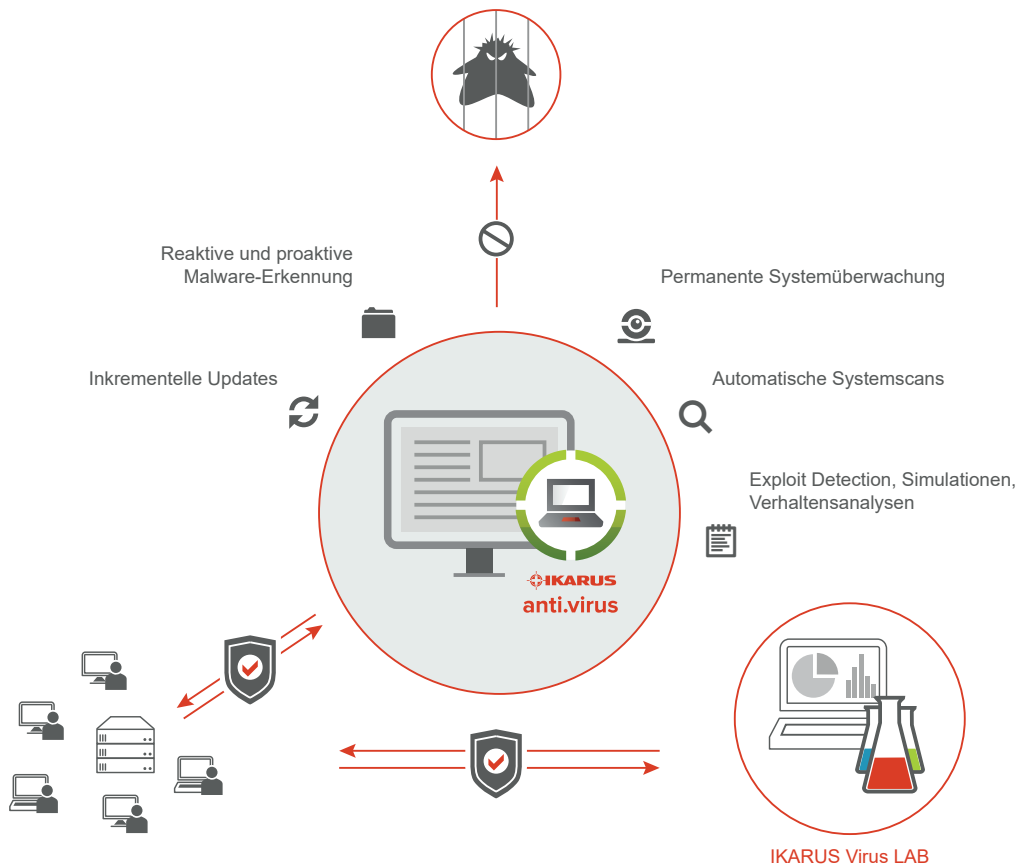 Reaktive und proaktive
Malware-Erkennung
Permanente Systemüberwachung
Inkrementelle Updates
Automatische Systemscans
Exploit Detection, Simulationen,
Verhaltensanalysen
IKARUS
anti.virus
IKARUS Virus LAB